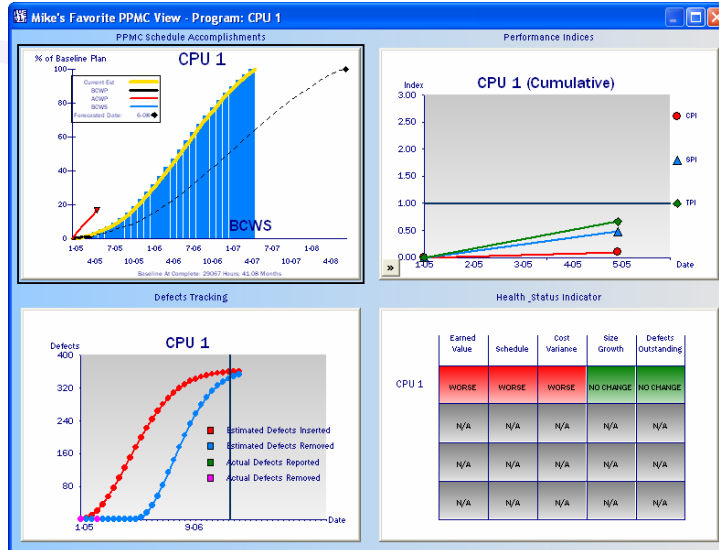 Mike's Favorite PPMC View - Program: CPU 1
PPMC Schedule Accomplishments
% of Baseline Plan
CPU 1
100
80
60
40
20
0
Current Est
BCWP
ACWP
BCWS
Forecasted Date: 6-08
BCWS
1-05 7-05 1-06 7-06 1-07 7-07 1-08
4-05 10-05 4-06 10-06 4-07 10-07 4-08
Baseline At Complete: 29067 Hours: 41.08 Months
Performance Indices
Index
CPU 1 (Cumulative)
3.00
2.50
2.00
1.50
1.00
0.50
0.00
CPI
SPI
TPI
1-05 2-05 3-05 4-05 5-05 Date
»
Defects Tracking
Defects
CPU 1
400
320
240
160
80
Estimated Defects Inserted
Estimated Defects Removed
Actual Defects Reported
Actual Defects Removed
1-05 9-06 Date
Health_Status Indicator
Earned Value Schedule Cost Variance Size Growth Defects Outstanding
CPU 1 WORSE WORSE WORSE NO CHANGE NO CHANGE
N/A N/A N/A N/A N/A
N/A N/A N/A N/A N/A
N/A N/A N/A N/A N/A